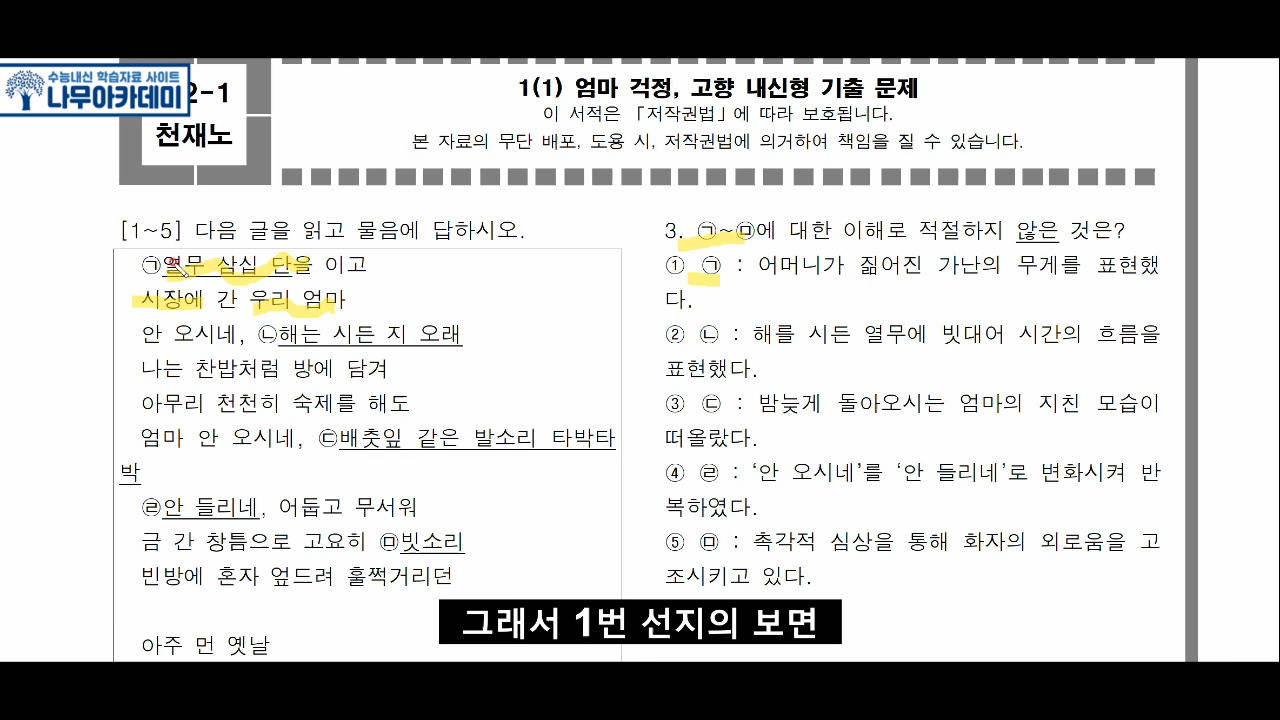 수능내신 학습자료 사이트
나무아카데미
2-1
천재노
1(1) 엄마 걱정, 고향 내신형 기출 문제
이 서적은 「저작권법」에 따라 보호됩니다.
본 자료의 무단 배포, 도용 시, 저작권법에 의거하여 책임을 질 수 있습니다.
[1~5] 다음 글을 읽고 물음에 답하시오.
㉠열무 삼십 단을 이고
시장에 간 우리 엄마
안 오시네, ㉡해는 시든 지 오래
나는 찬밥처럼 방에 담겨
아무리 천천히 숙제를 해도
엄마 안 오시네, ㉢배춧잎 같은 발소리 타박타
박
㉣안 들리네, 어둡고 무서워
금 간 창틈으로 고요히 ㉤빗소리
빈방에 혼자 엎드려 훌쩍거리던
아주 먼 옛날
3. ㉠~㉤에 대한 이해로 적절하지 않은 것은?
① ㉠ : 어머니가 짊어진 가난의 무게를 표현했
다.
② ㉡ : 해를 시든 열무에 빗대어 시간의 흐름을
표현했다.
③ ㉢ : 밤늦게 돌아오시는 엄마의 지친 모습이
떠올랐다.
④ ㉣ : ‘안 오시네’를 ‘안 들리네’로 변화시켜 반
복하였다.
⑤ ㉤ : 촉각적 심상을 통해 화자의 외로움을 고
조시키고 있다.
그래서 1번 선지의 보면